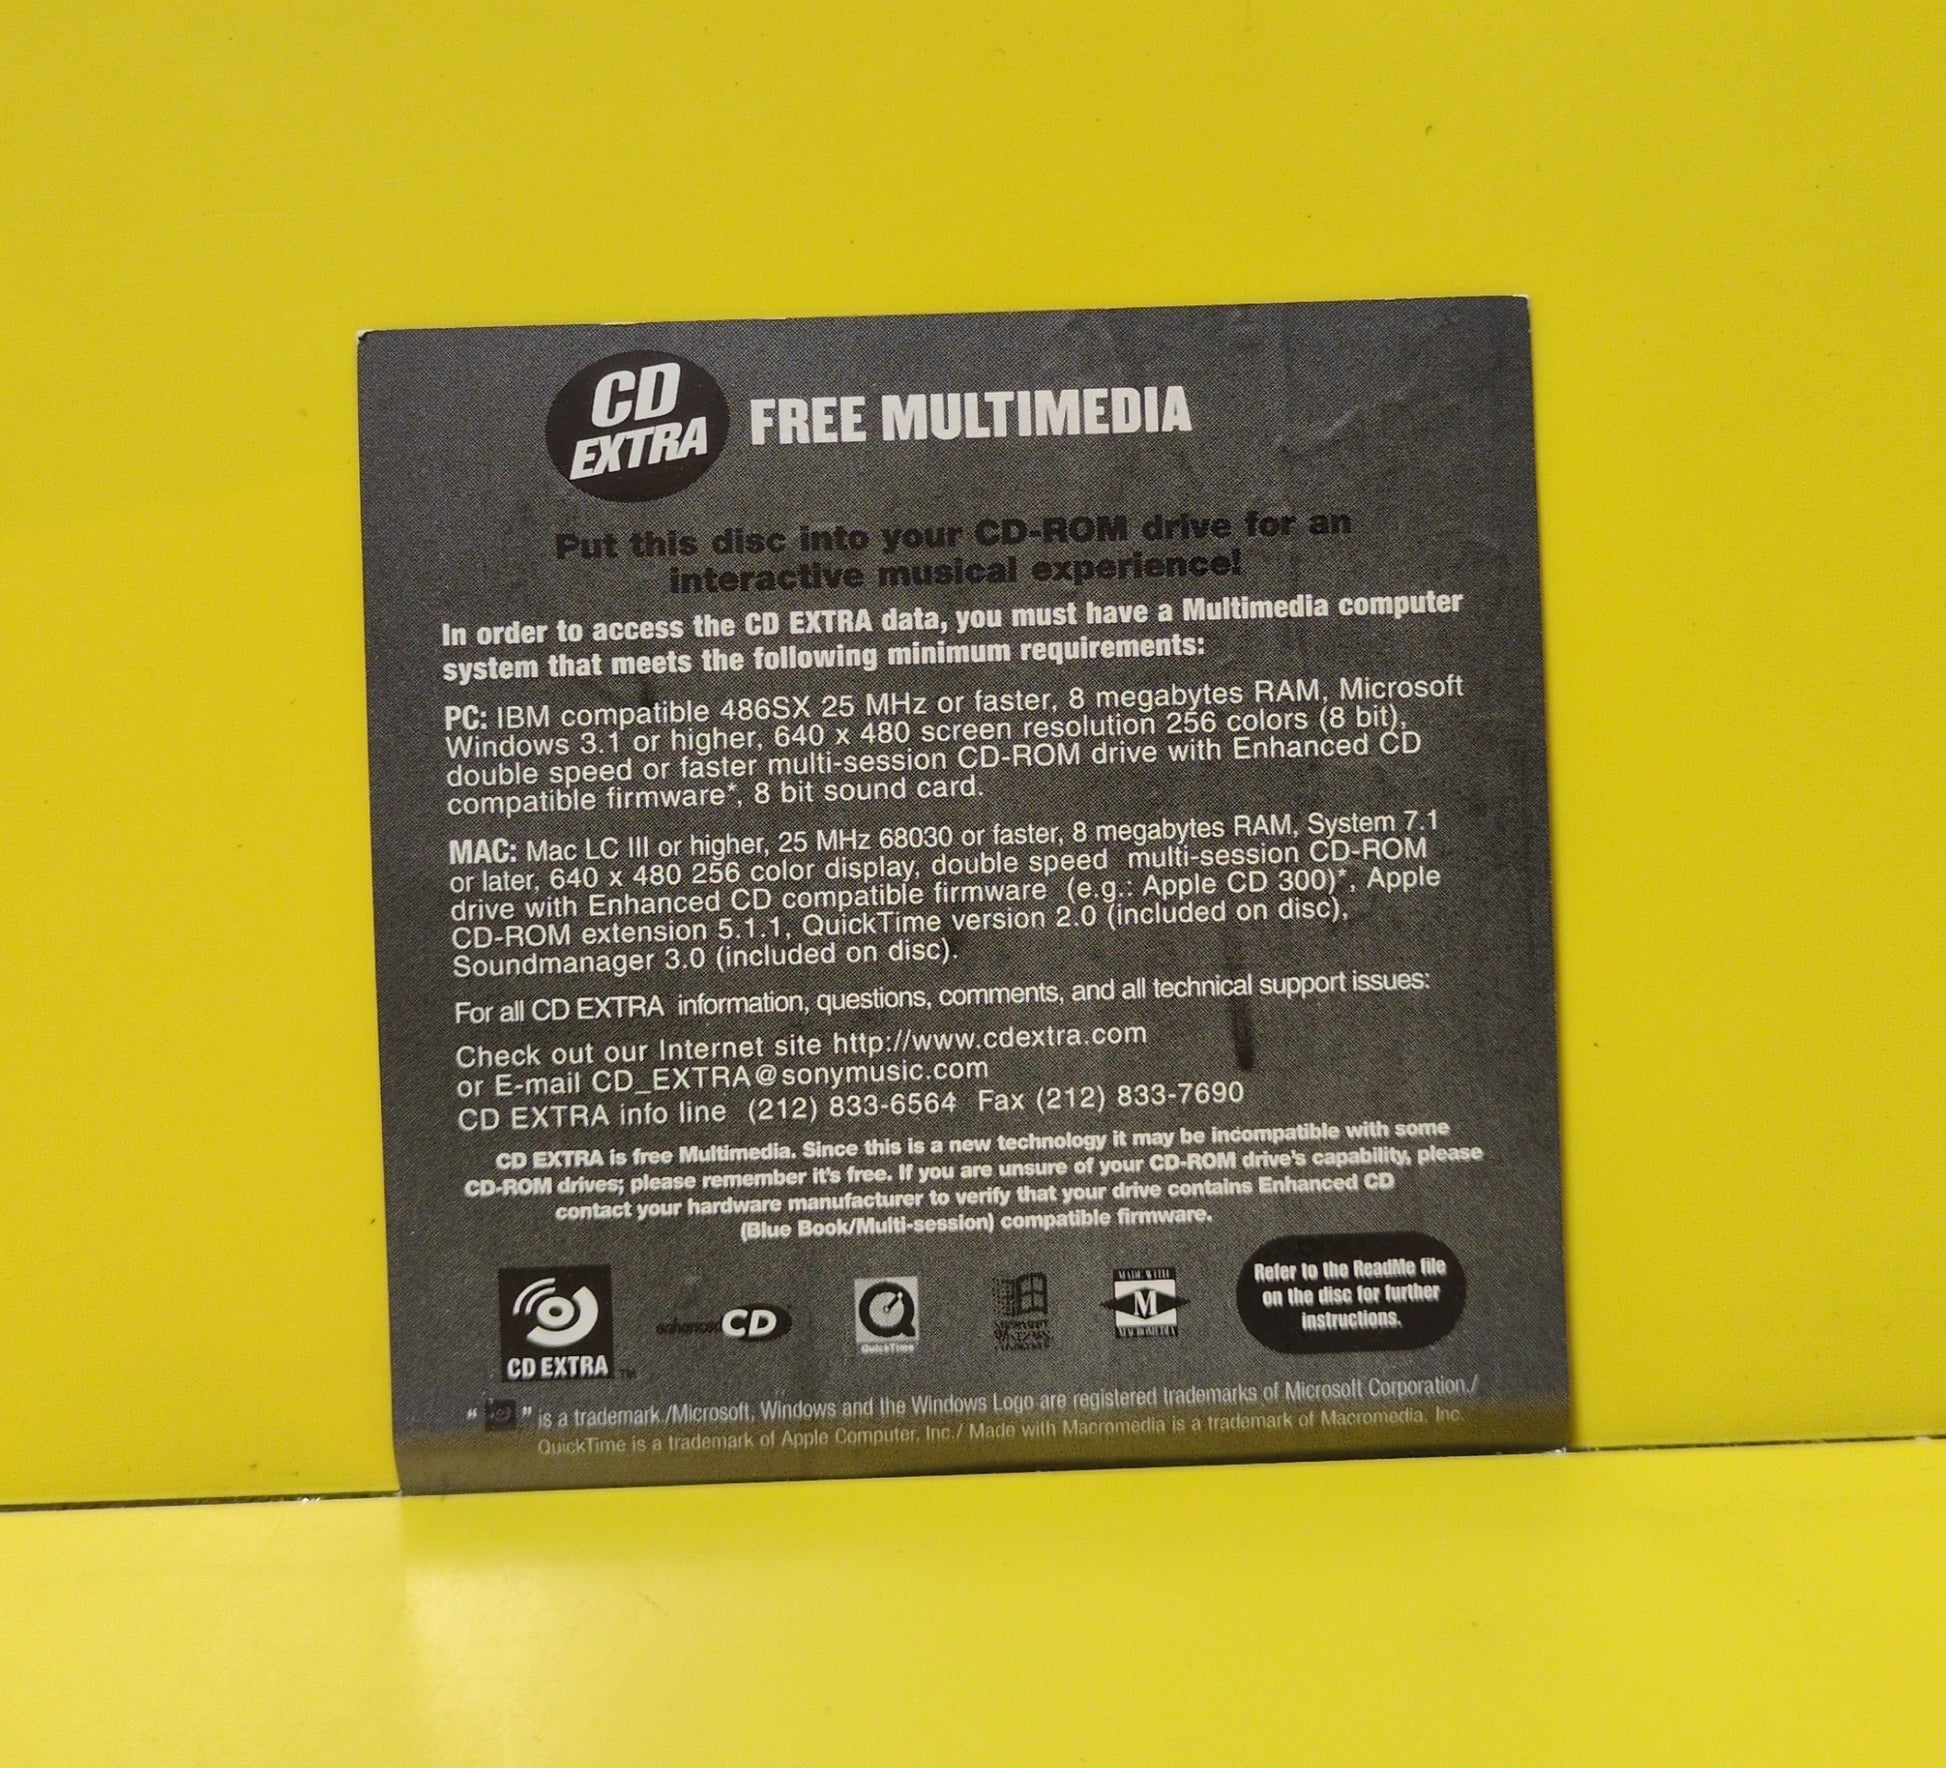 CD
EXTRA
FREE MULTIMEDIA
Put this disc into your CD-ROM drive for an
interactive musical experience!
In order to access the CD EXTRA data, you must have a Multimedia computer
system that meets the following minimum requirements:
PC: IBM compatible 486SX 25 MHz or faster, 8 megabytes RAM, Microsoft
Windows 3.1 or higher, 640 x 480 screen resolution 256 colors (8 bit),
double speed or faster multi-session CD-ROM drive with Enhanced CD
compatible firmware*, 8 bit sound card.
MAC: Mac LC III or higher, 25 MHz 68030 or faster, 8 megabytes RAM, System 7.1
or later, 640 x 480 256 color display, double speed multi-session CD-ROM
drive with Enhanced CD compatible firmware (e.g.: Apple CD 300)*, Apple
CD-ROM extension 5.1.1, QuickTime version 2.0 (included on disc),
Soundmanager 3.0 (included on disc).
For all CD EXTRA information, questions, comments, and all technical support issues:
Check out our Internet site http://www.cdextra.com
or E-mail CD_EXTRA@sonymusic.com
CD EXTRA info line (212) 833-6564 Fax (212) 833-7690
CD EXTRA is free Multimedia. Since this is a new technology it may be incompatible with some
CD-ROM drives; please remember it's free. If you are unsure of your CD-ROM drive's capability, please
contact your hardware manufacturer to verify that your drive contains Enhanced CD
(Blue Book/Multi-session) compatible firmware.
CD EXTRA TM
enhanced CD
QuickTime
MADE WITH
M
MACROMEDIA
Refer to the ReadMe file
on the disc for further
instructions.
" " is a trademark./Microsoft, Windows and the Windows Logo are registered trademarks of Microsoft Corporation./
QuickTime is a trademark of Apple Computer, Inc./ Made with Macromedia is a trademark of Macromedia, Inc.